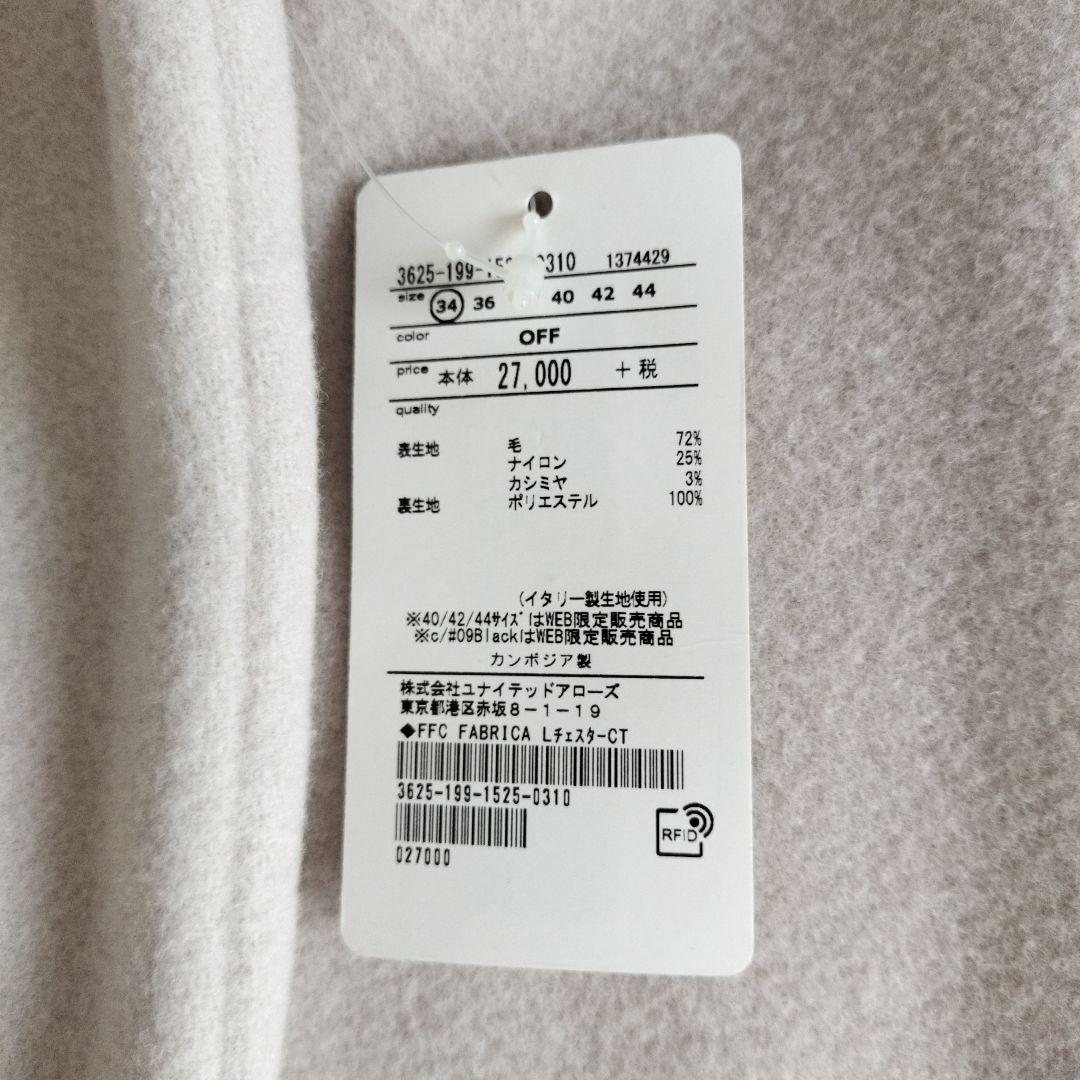 3625-199-15 0310 1374429
size 34 36 40 42 44
color OFF
price 本体 27,000 +税
quality
表生地 毛 72%
ナイロン 25%
カシミヤ 3%
裏生地 ポリエステル 100%
(イタリー製生地使用)
※40/42/44ｻｲｽﾞはWEB限定販売商品
※c/#09BlackはWEB限定販売商品
カンボジア製
株式会社ユナイテッドアローズ
東京都港区赤坂8-1-19
◆FFC FABRICA LﾁｪｽﾀｰCT
3625-199-1525-0310
RFID
027000